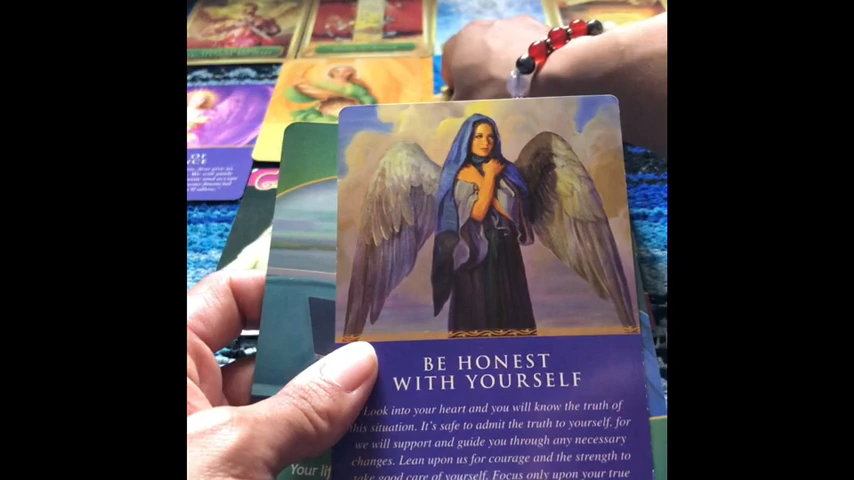 BE HONEST
WITH YOURSELF
Look into your heart and you will know the truth of
this situation. It's safe to admit the truth to yourself, for
we will support and guide you through any necessary
changes. Lean upon us for courage and the strength to
take good care of yourself. Focus only upon your true
Your